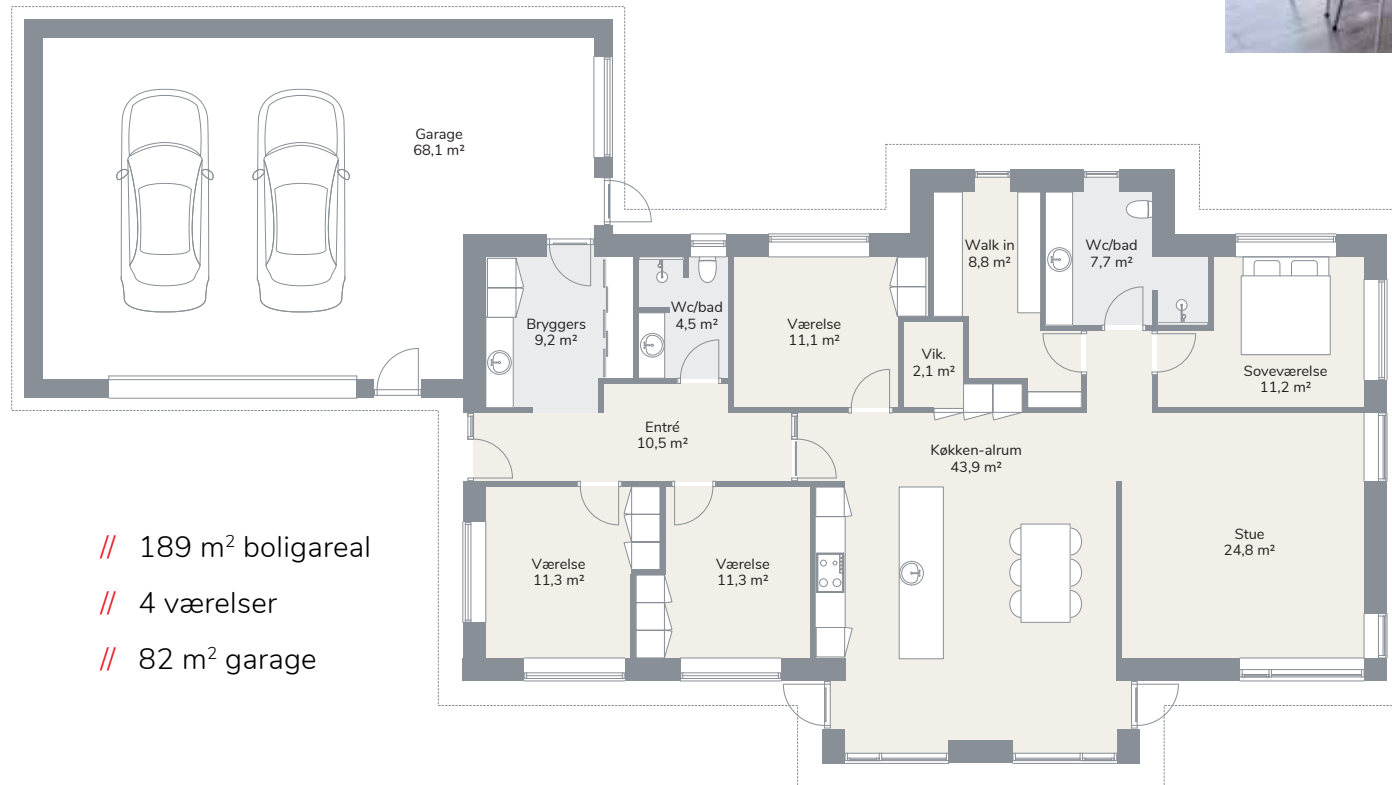 Garage
68,1 m²
Walk in
8,8 m²
Wc/bad
7,7 m²
Bryggers
9,2 m²
Wc/bad
4,5 m²
Værelse
11,1 m²
Vik.
2,1 m²
Soveværelse
11,2 m²
Entré
10,5 m²
Køkken-alrum
43,9 m²
Stue
24,8 m²
Værelse
11,3 m²
Værelse
11,3 m²
// 189 m² boligareal
// 4 værelser
// 82 m² garage